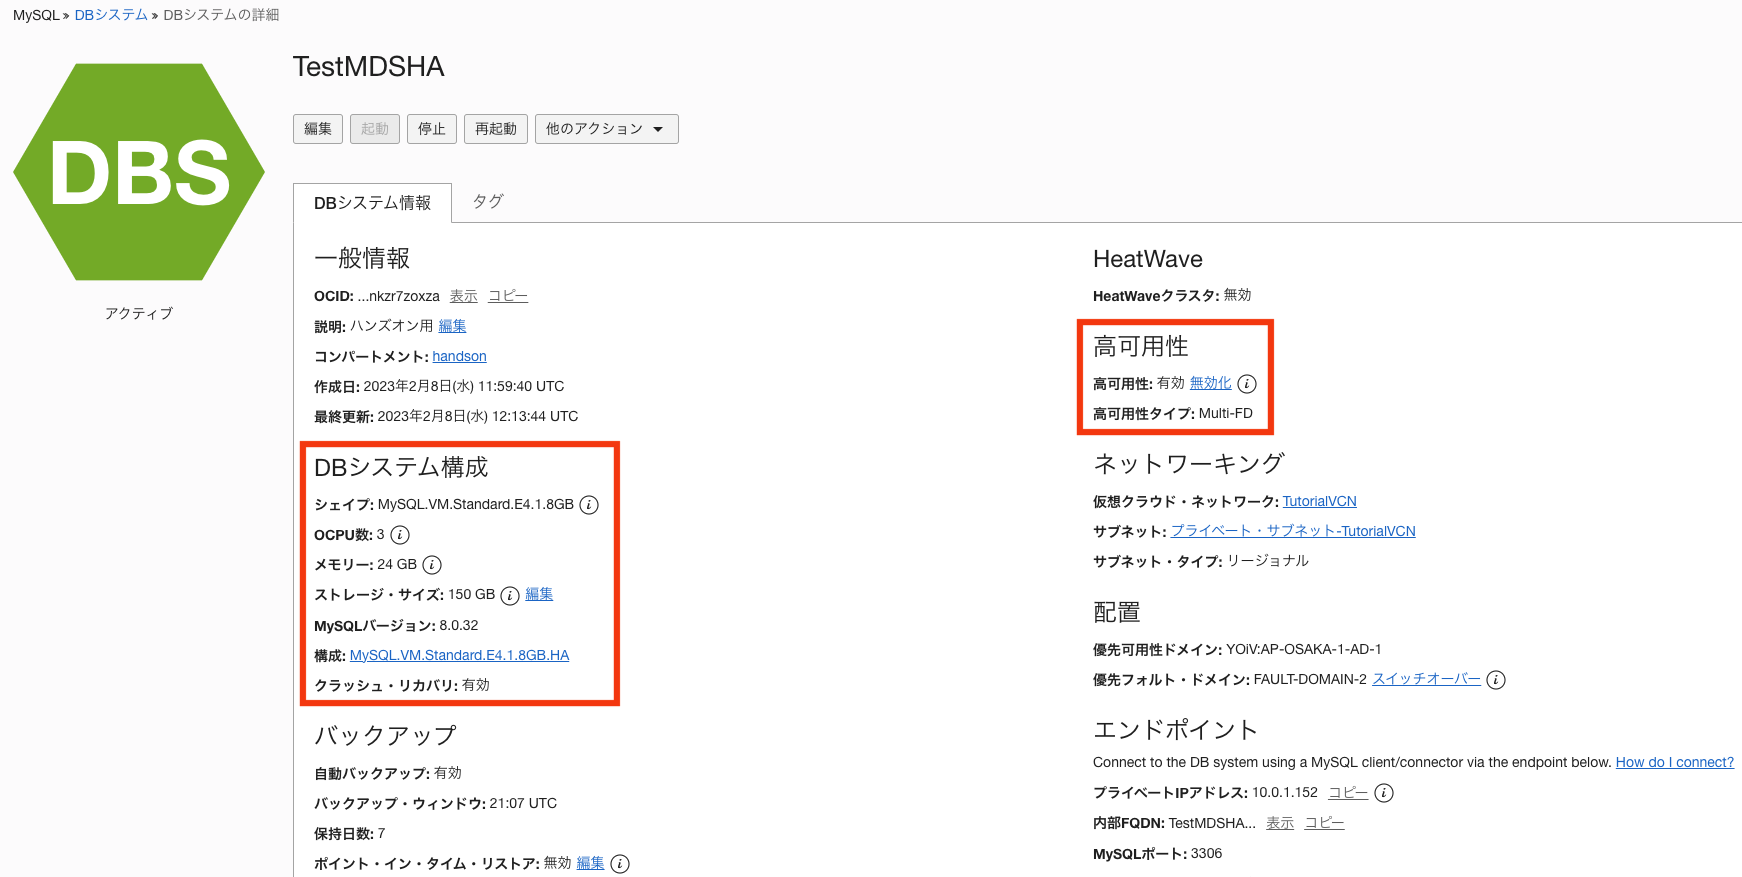 MySQL » DBシステム » DBシステムの詳細
DBS
アクティブ
TestMDSHA
編集 起動 停止 再起動 他のアクション
DBシステム情報 タグ
一般情報
OCID: ...nkzr7zoxza 表示 コピー
説明: ハンズオン用 編集
コンパートメント: handson
作成日: 2023年2月8日(水) 11:59:40 UTC
最終更新: 2023年2月8日(水) 12:13:44 UTC
DBシステム構成
シェイプ: MySQL.VM.Standard.E4.1.8GB
OCPU数: 3
メモリー: 24 GB
ストレージ・サイズ: 150 GB 編集
MySQLバージョン: 8.0.32
構成: MySQL.VM.Standard.E4.1.8GB.HA
クラッシュ・リカバリ: 有効
バックアップ
自動バックアップ: 有効
バックアップ・ウィンドウ: 21:07 UTC
保持日数: 7
ポイント・イン・タイム・リストア: 無効 編集
HeatWave
HeatWaveクラスタ: 無効
高可用性
高可用性: 有効 無効化
高可用性タイプ: Multi-FD
ネットワーキング
仮想クラウド・ネットワーク: TutorialVCN
サブネット: プライベート・サブネット-TutorialVCN
サブネット・タイプ: リージョナル
配置
優先可用性ドメイン: YOiV:AP-OSAKA-1-AD-1
優先フォルト・ドメイン: FAULT-DOMAIN-2 スイッチオーバー
エンドポイント
Connect to the DB system using a MySQL client/connector via the endpoint below. How do I connect?
プライベートIPアドレス: 10.0.1.152 コピー
内部FQDN: TestMDSHA... 表示 コピー
MySQLポート: 3306